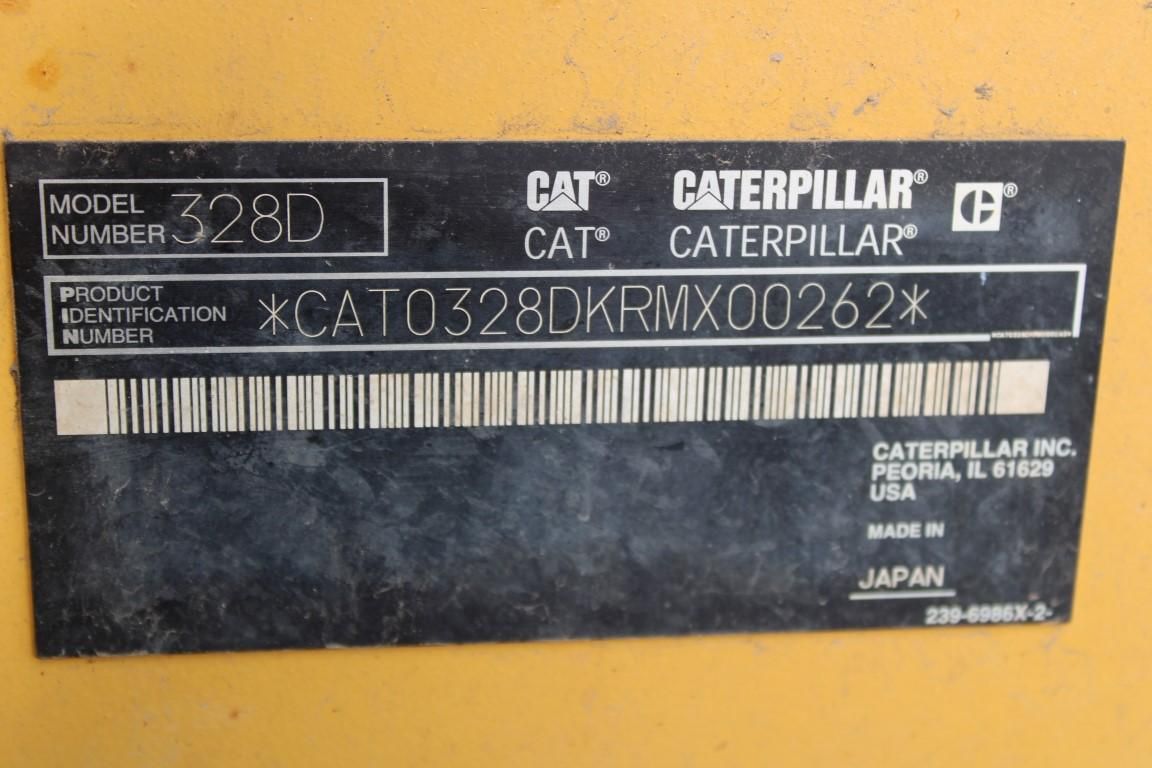 MODEL NUMBER 328D
CAT® CATERPILLAR® C®
CAT® CATERPILLAR®
PRODUCT
IDENTIFICATION
NUMBER
*CAT0328DKRMX00262*
CATERPILLAR INC.
PEORIA, IL 61629
USA
MADE IN
JAPAN
239-6986X-2-